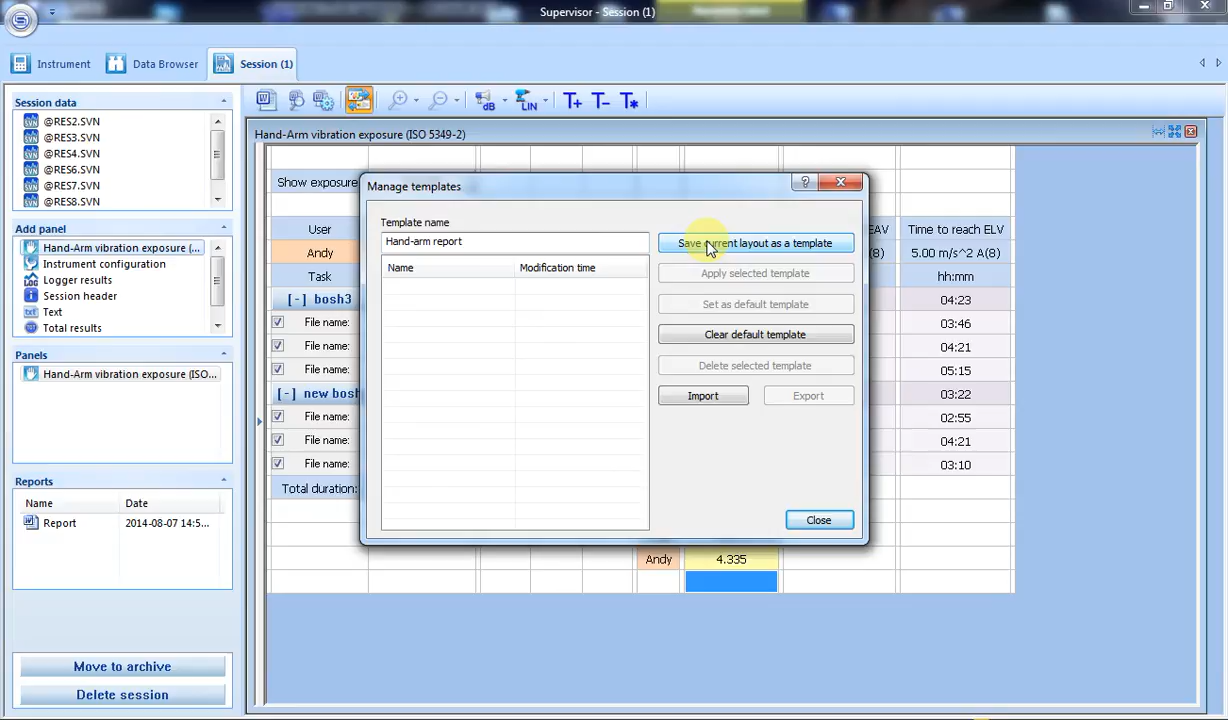 Supervisor - Session (1)
Instrument
Data Browser
Session (1)
Session data
@RES2.SVN
@RES3.SVN
@RES4.SVN
@RES6.SVN
@RES7.SVN
@RES8.SVN
Add panel
Hand-Arm vibration exposure (...
Instrument configuration
LOG Logger results
Session header
txt Text
TOT Total results
Panels
Hand-Arm vibration exposure (ISO...
Reports
Name Date
Report 2014-08-07 14:5...
Move to archive
Delete session
dB LIN T+ T- T*
Hand-Arm vibration exposure (ISO 5349-2)
Show exposure
User
Andy
Task
[-] bosh3
File name:
File name:
File name:
[-] new bosh
File name:
File name:
File name:
Total duration:
Manage templates
Template name
Hand-arm report
Name Modification time
Save current layout as a template
Apply selected template
Set as default template
Clear default template
Delete selected template
Import Export
Close
Andy 4.335
EAV
(8)
Time to reach ELV
5.00 m/s^2 A(8)
hh:mm
04:23
03:46
04:21
05:15
03:22
02:55
04:21
03:10